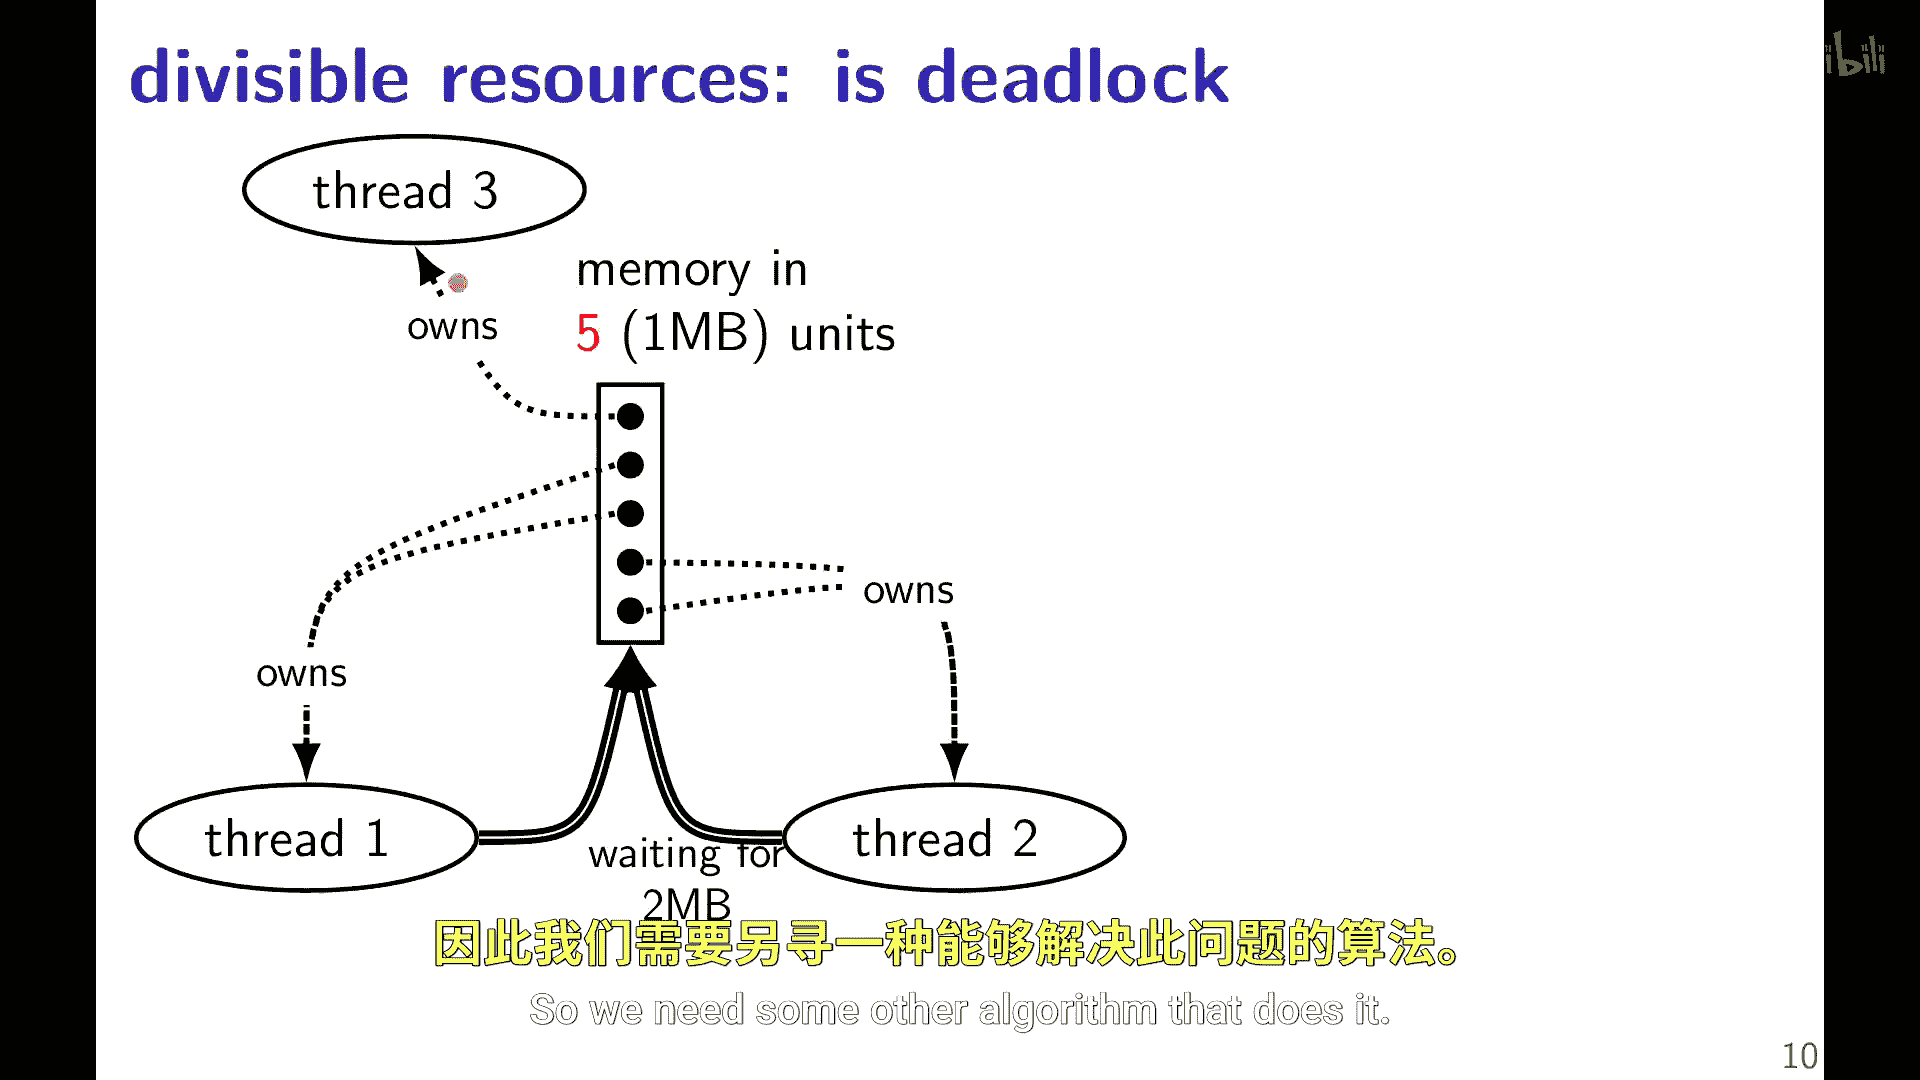 divisible resources: is deadlock
thread 3
memory in
5 (1MB) units
owns
owns
owns
thread 1
waiting for
2MB
thread 2
因此我们需要另寻一种能够解决此问题的算法。
So we need some other algorithm that does it.
10